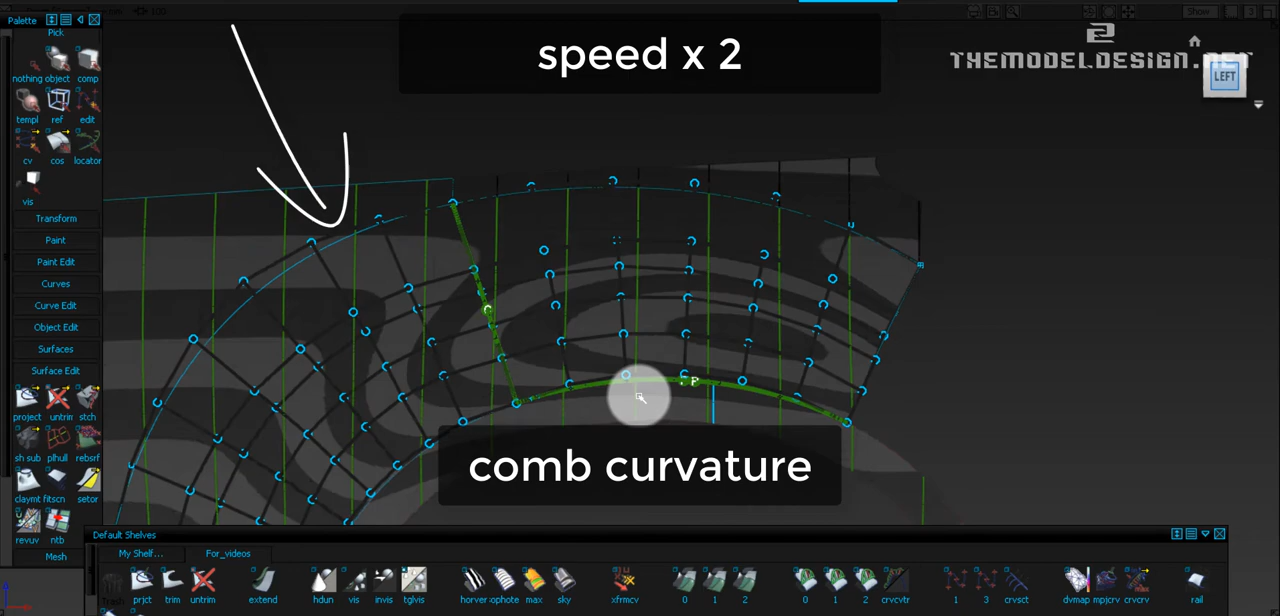 Palette
Show
3
Pick
nothing object comp
templ ref edit
cv cos locator
vis
Transform
Paint
Paint Edit
Curves
Curve Edit
Object Edit
Surfaces
Surface Edit
project untrim stch
sh sub plhull rebsrf
claymt fitscn setor
revuv ntb
Mesh
speed x 2
THEMODELDESIGN.NET
LEFT
P
comb curvature
Default Shelves
My Shelf... For_videos
Trash prjct trim untrim extend hdun vis invis tglvis horver ophote max sky xfrmcv 0 1 2 0 1 2 crvcvtr 1 3 crvsct dvmap mpjcrv crvcrv rail